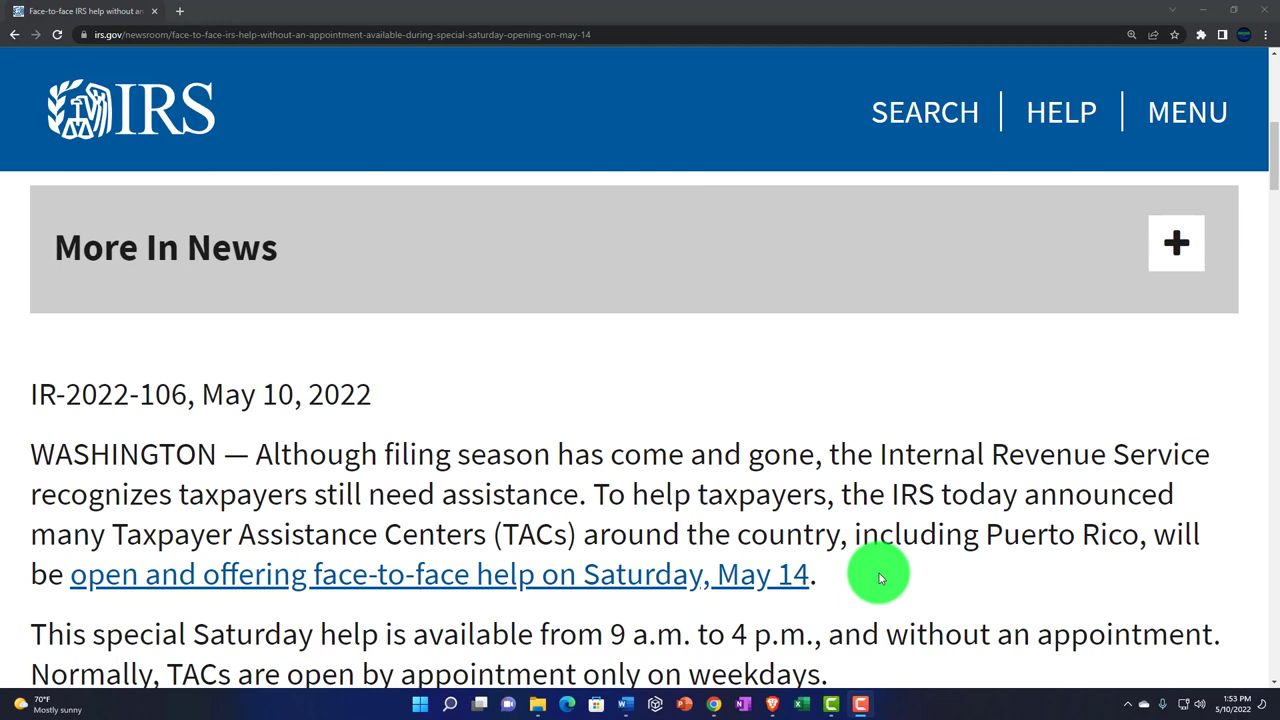 Face-to-face IRS help without an
irs.gov/newsroom/face-to-face-irs-help-without-an-appointment-available-during-special-saturday-opening-on-may-14
IRS
SEARCH
HELP
MENU
More In News
IR-2022-106, May 10, 2022
WASHINGTON — Although filing season has come and gone, the Internal Revenue Service
recognizes taxpayers still need assistance. To help taxpayers, the IRS today announced
many Taxpayer Assistance Centers (TACs) around the country, including Puerto Rico, will
be open and offering face-to-face help on Saturday, May 14.
This special Saturday help is available from 9 a.m. to 4 p.m., and without an appointment.
Normally, TACs are open by appointment only on weekdays.
70°F
Mostly sunny
1:53 PM
5/10/2022